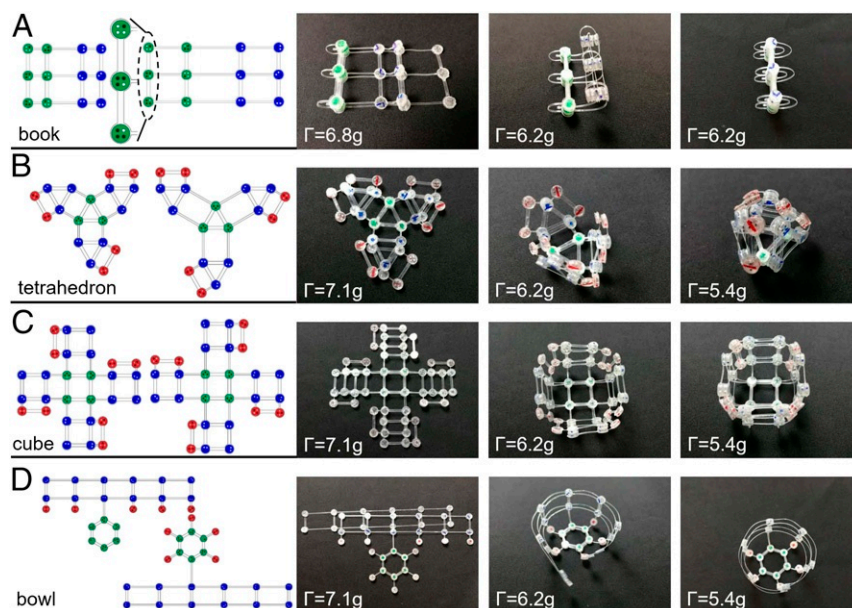 A
book
Γ=6.8g
Γ=6.2g
Γ=6.2g
B
tetrahedron
Γ=7.1g
Γ=6.2g
Γ=5.4g
C
cube
Γ=7.1g
Γ=6.2g
Γ=5.4g
D
bowl
Γ=7.1g
Γ=6.2g
Γ=5.4g